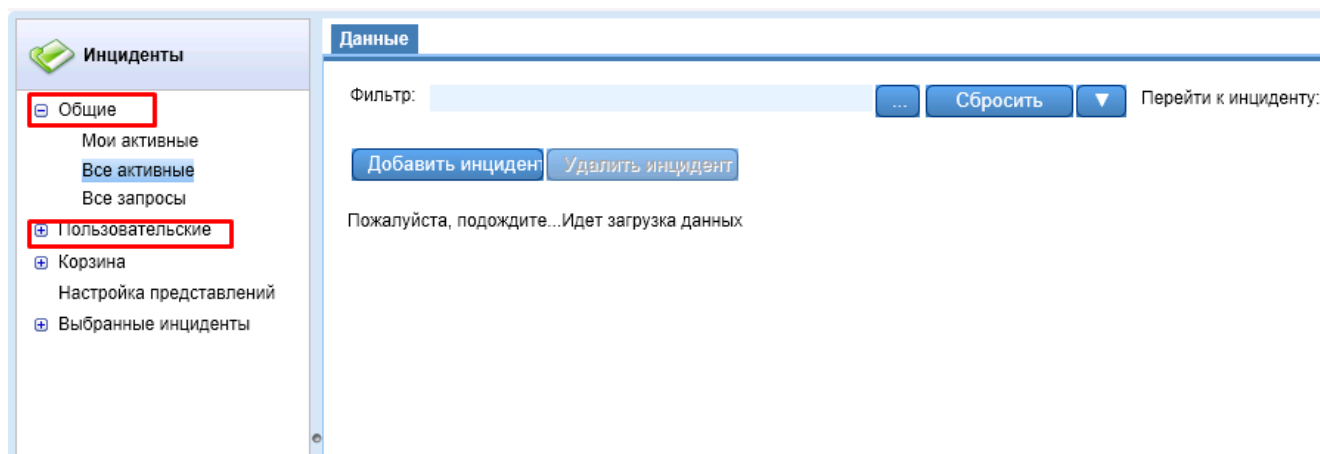 Инциденты
Общие
Мои активные
Все активные
Все запросы
Пользовательские
Корзина
Настройка представлений
Выбранные инциденты
Данные
Фильтр:
... Сбросить ▼ Перейти к инциденту:
Добавить инцидент Удалить инцидент
Пожалуйста, подождите...Идет загрузка данных